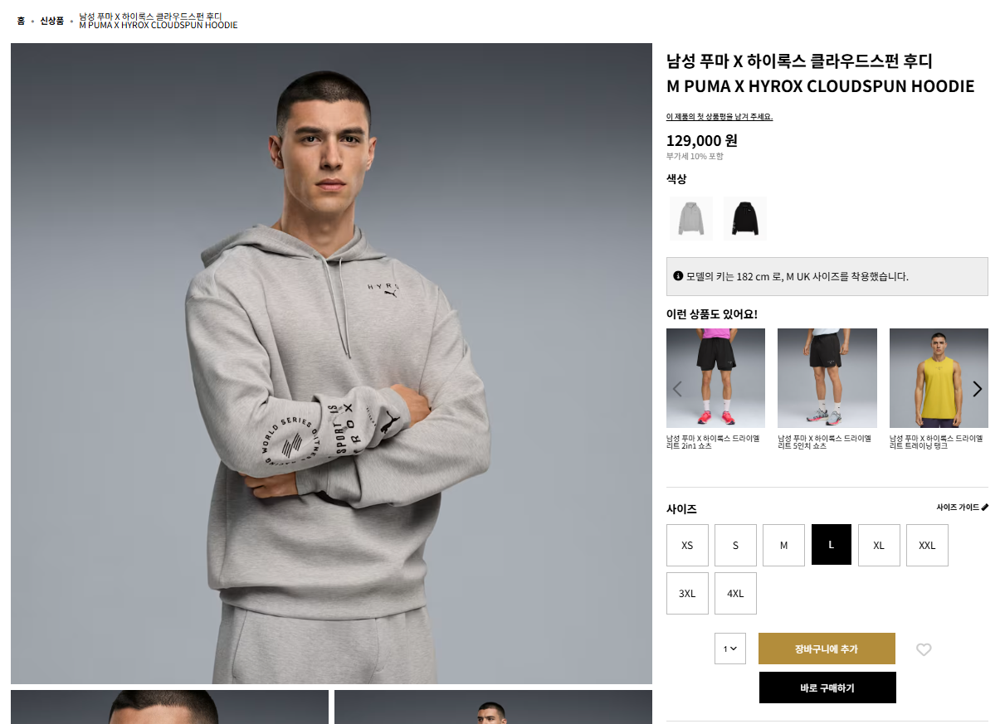 홈 • 신상품 • 남성 푸마 X 하이록스 클라우드스펀 후디
M PUMA X HYROX CLOUDSPUN HOODIE
남성 푸마 X 하이록스 클라우드스펀 후디
M PUMA X HYROX CLOUDSPUN HOODIE
이 제품의 첫 상품평을 남겨 주세요.
129,000 원
부가세 10% 포함
색상
모델의 키는 182 cm 로, M UK 사이즈를 착용했습니다.
이런 상품도 있어요!
남성 푸마 X 하이록스 드라이엘
리트 2in1 쇼츠
남성 푸마 X 하이록스 드라이엘
리트 5인치 쇼츠
남성 푸마 X 하이록스 드라이엘
리트 트레이닝 탱크
사이즈
사이즈 가이드
XS
S
M
L
XL
XXL
3XL
4XL
1
장바구니에 추가
바로 구매하기
HYR
WORLD SERIES O
FITNESS RACING
SPORT IS
ROX